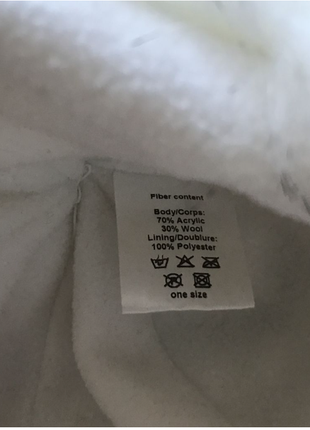 Fiber content
Body/Corps:
70% Acrylic
30% Wool
Lining/Doublure:
100% Polyester
one size